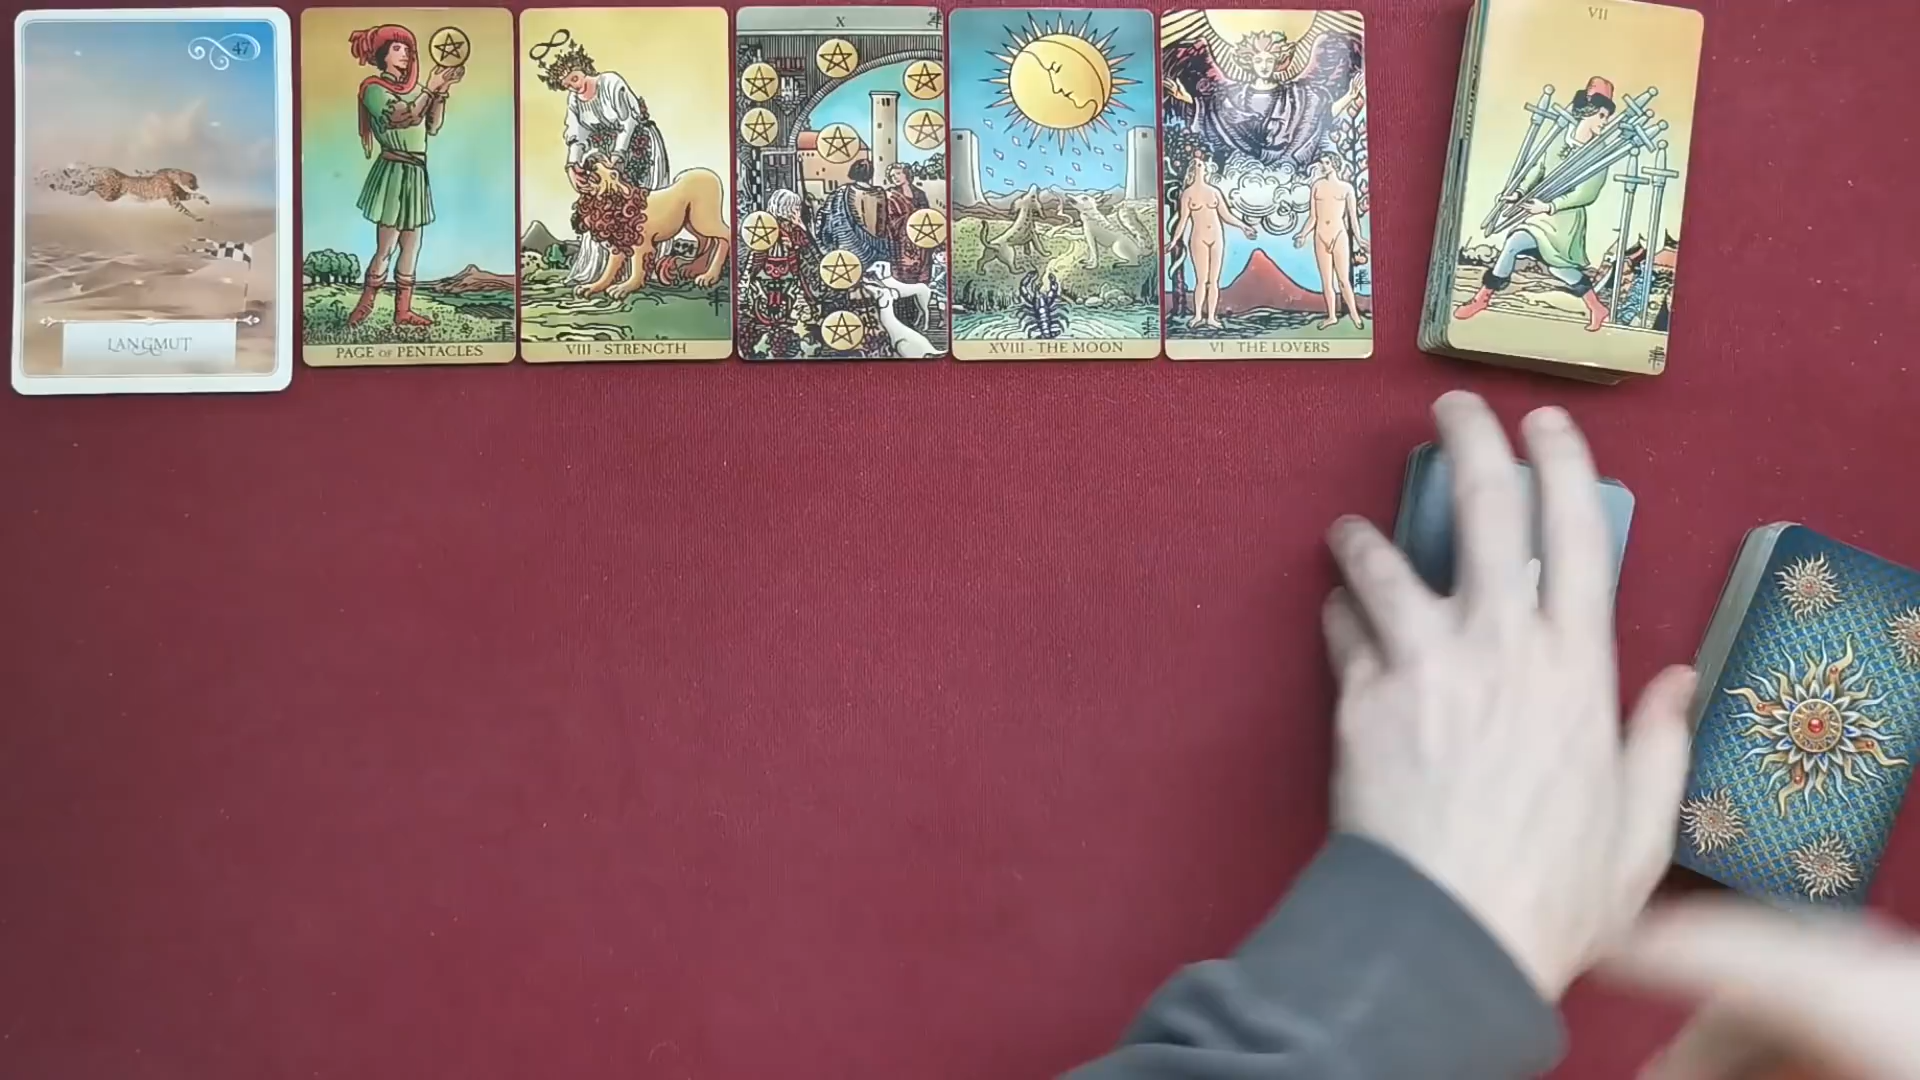 47
LANGMUT
PAGE OF PENTACLES
VIII - STRENGTH
X
XVIII - THE MOON
VI THE LOVERS
VII